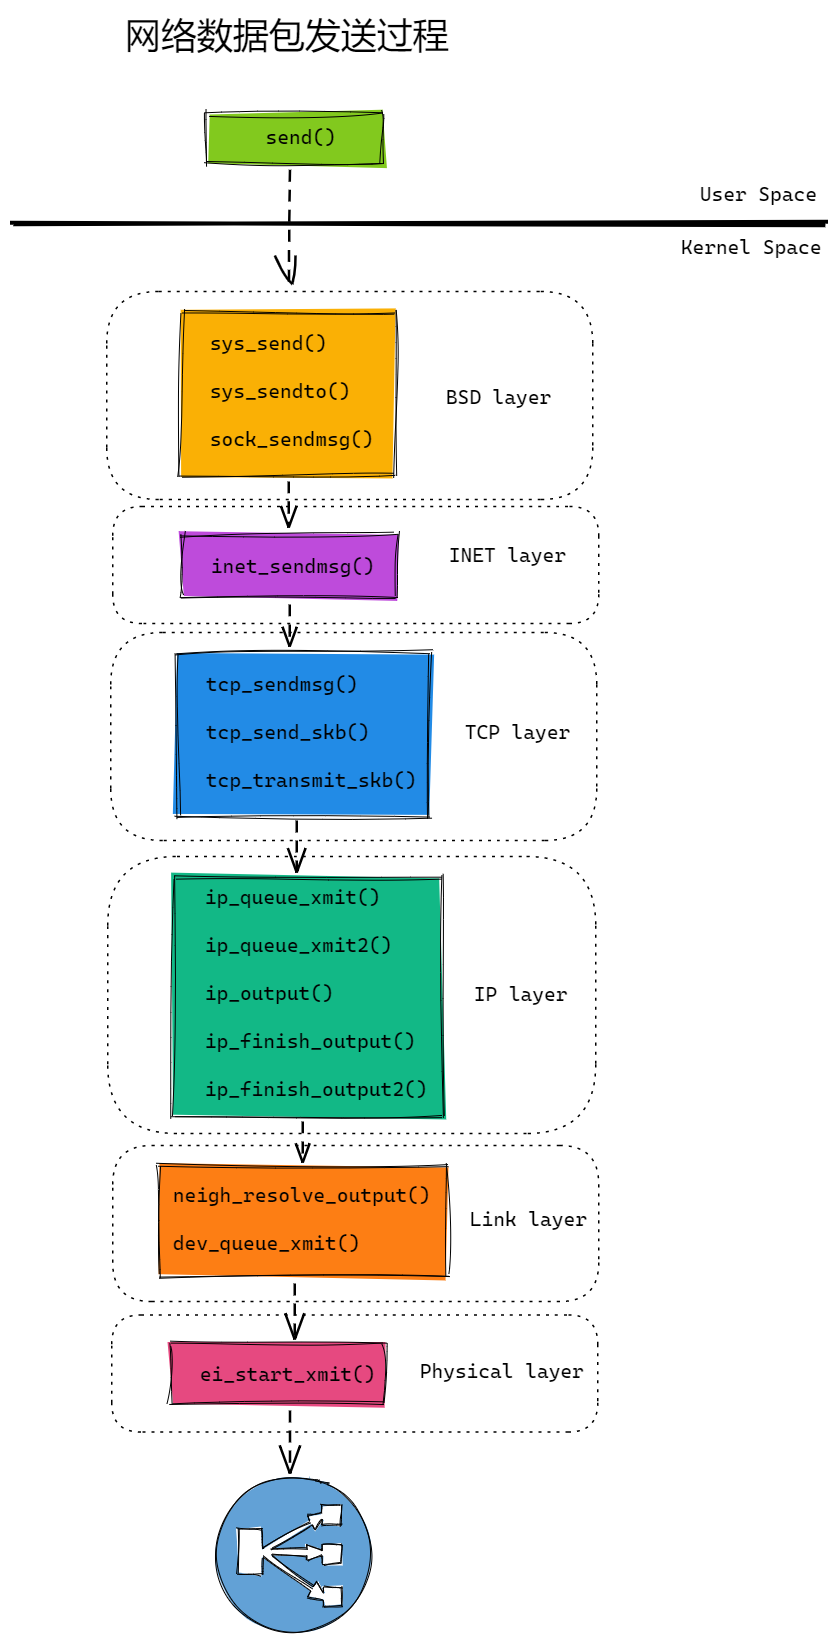 网络数据包发送过程
send()
User Space
Kernel Space
sys_send()
sys_sendto()
BSD layer
sock_sendmsg()
INET layer
inet_sendmsg()
tcp_sendmsg()
tcp_send_skb()
TCP layer
tcp_transmit_skb()
ip_queue_xmit()
ip_queue_xmit2()
ip_output()
IP layer
ip_finish_output()
ip_finish_output2()
neigh_resolve_output()
Link layer
dev_queue_xmit()
Physical layer
ei_start_xmit()